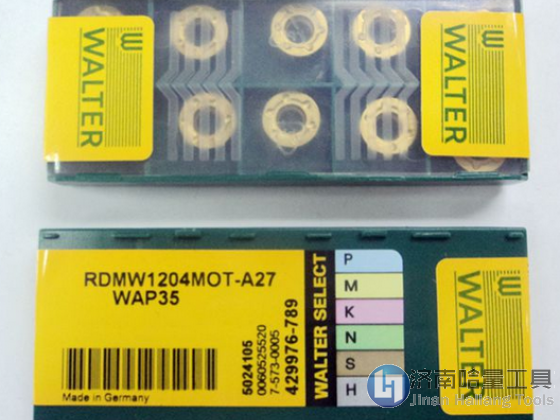 WALTER
WALTER
RDMW1204MOT-A27
WAP35
Made in Germany
5024105
0060525520
7-573-0005
429976-789
WALTER SELECT
P
M
K
N
S
H
WALTER
济南哈量工具
Jinan Haliang Tools